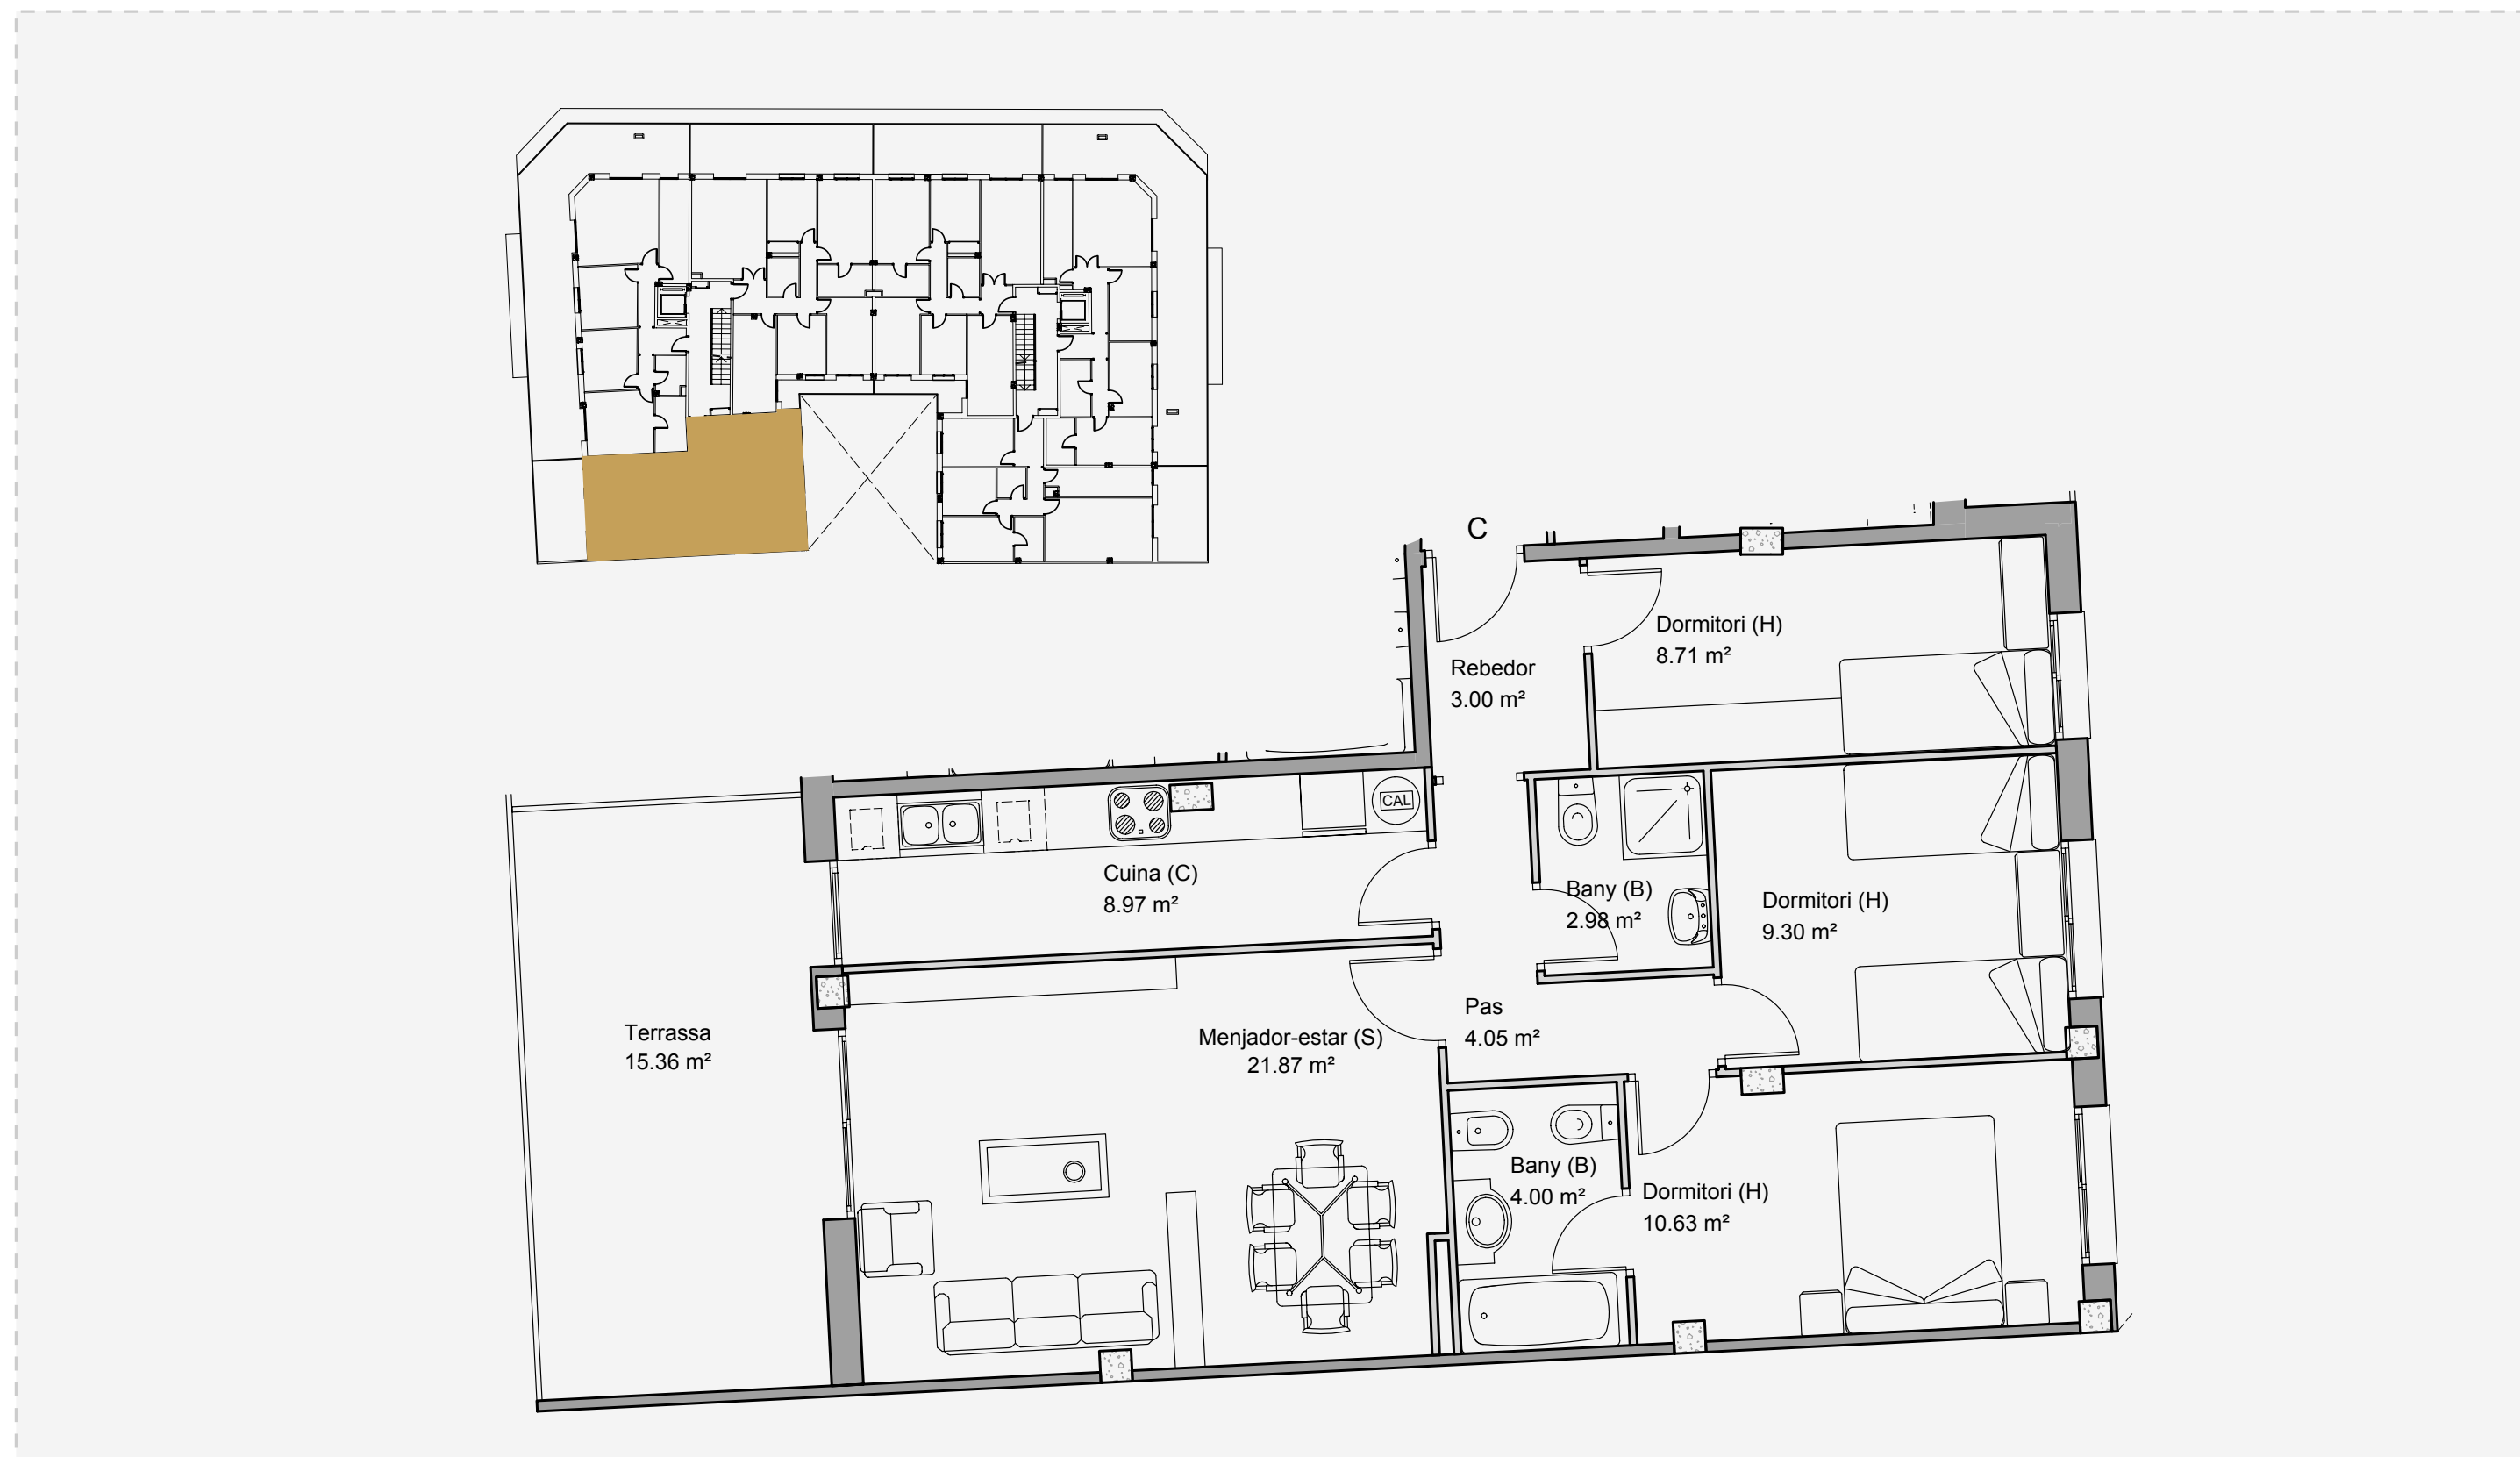 C
Dormitori (H)
8.71 m²
Rebedor
3.00 m²
CAL
Cuina (C)
8.97 m²
Bany (B)
2.98 m²
Dormitori (H)
9.30 m²
Terrassa
15.36 m²
Menjador-estar (S)
21.87 m²
Pas
4.05 m²
Bany (B)
4.00 m²
Dormitori (H)
10.63 m²